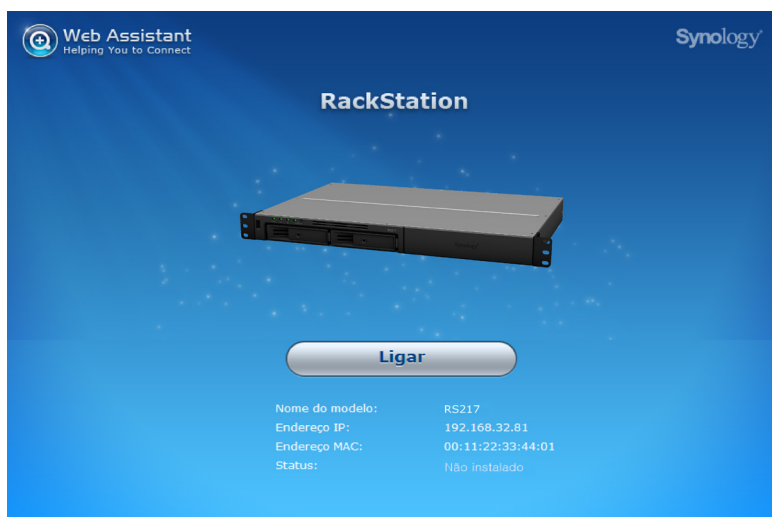 Web Assistant
Helping You to Connect
Synology
RackStation
Ligar
Nome do modelo: RS217
Endereço IP: 192.168.32.81
Endereço MAC: 00:11:22:33:44:01
Status: Não instalado